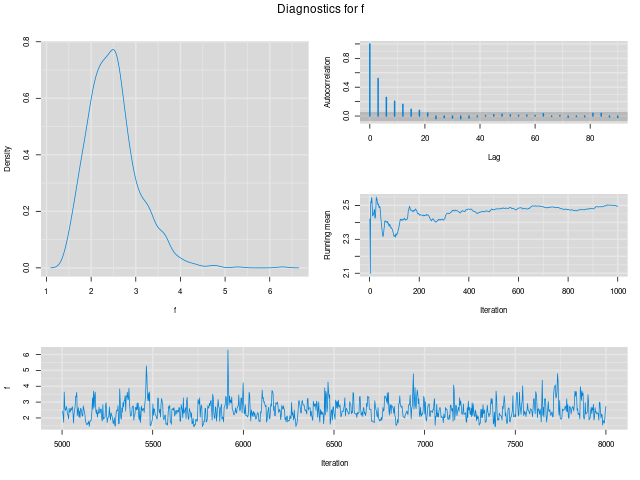 Diagnostics for f
Density
0.0 0.2 0.4 0.6 0.8
1 2 3 4 5 6
f
Autocorrelation
0.0 0.4 0.8
0 20 40 60 80
Lag
Running mean
2.1 2.3 2.5
0 200 400 600 800 1000
Iteration
f
2 3 4 5 6
5000 5500 6000 6500 7000 7500 8000
Iteration